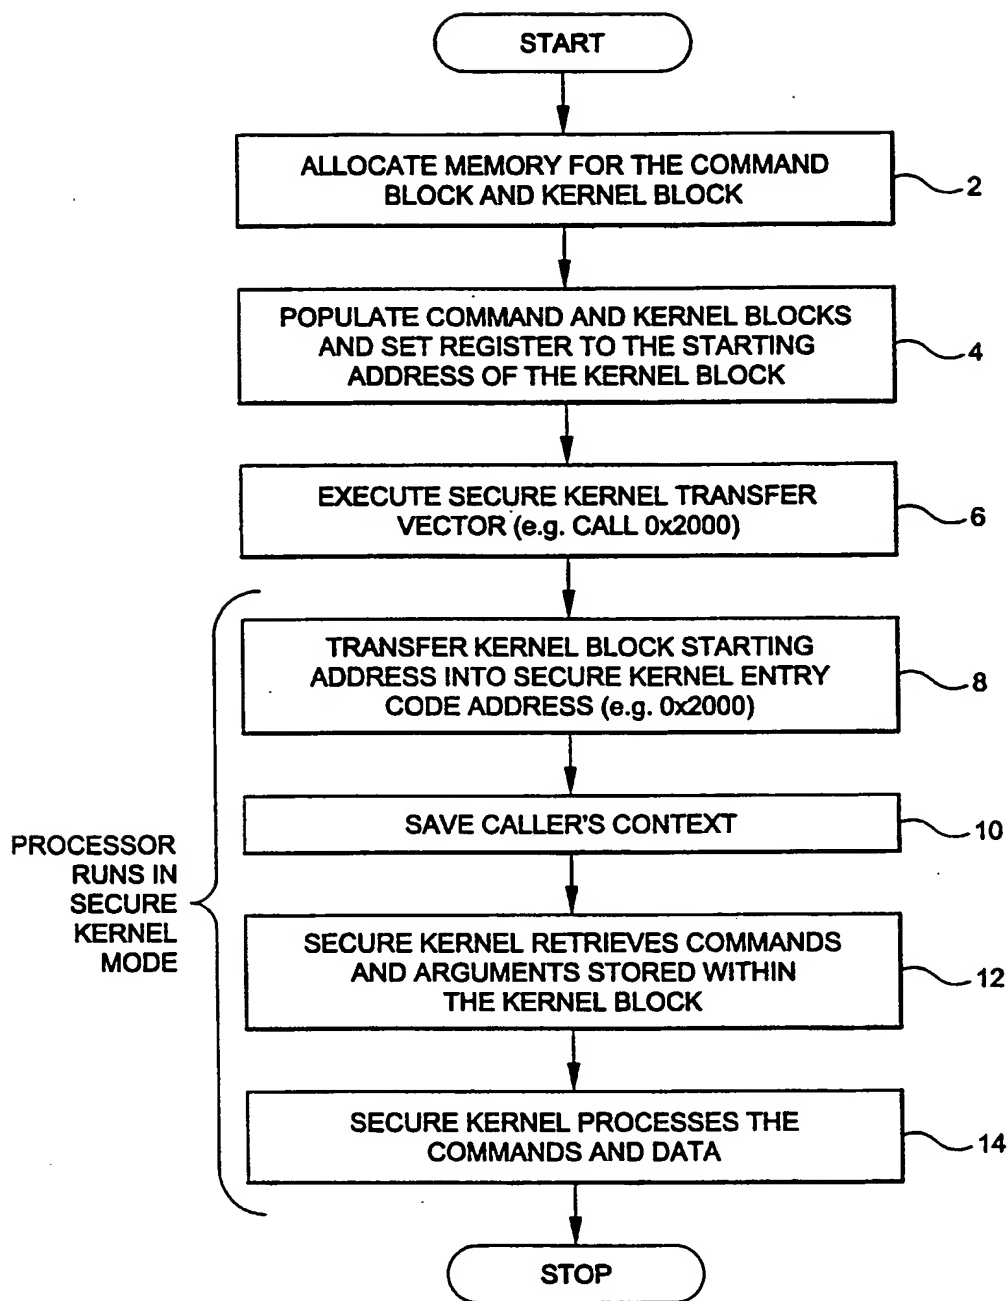 START
ALLOCATE MEMORY FOR THE COMMAND
BLOCK AND KERNEL BLOCK
2
POPULATE COMMAND AND KERNEL BLOCKS
AND SET REGISTER TO THE STARTING
ADDRESS OF THE KERNEL BLOCK
4
EXECUTE SECURE KERNEL TRANSFER
VECTOR (e.g. CALL 0x2000)
6
TRANSFER KERNEL BLOCK STARTING
ADDRESS INTO SECURE KERNEL ENTRY
CODE ADDRESS (e.g. 0x2000)
8
SAVE CALLER'S CONTEXT
10
PROCESSOR
RUNS IN
SECURE
KERNEL
MODE
SECURE KERNEL RETRIEVES COMMANDS
AND ARGUMENTS STORED WITHIN
THE KERNEL BLOCK
12
SECURE KERNEL PROCESSES THE
COMMANDS AND DATA
14
STOP